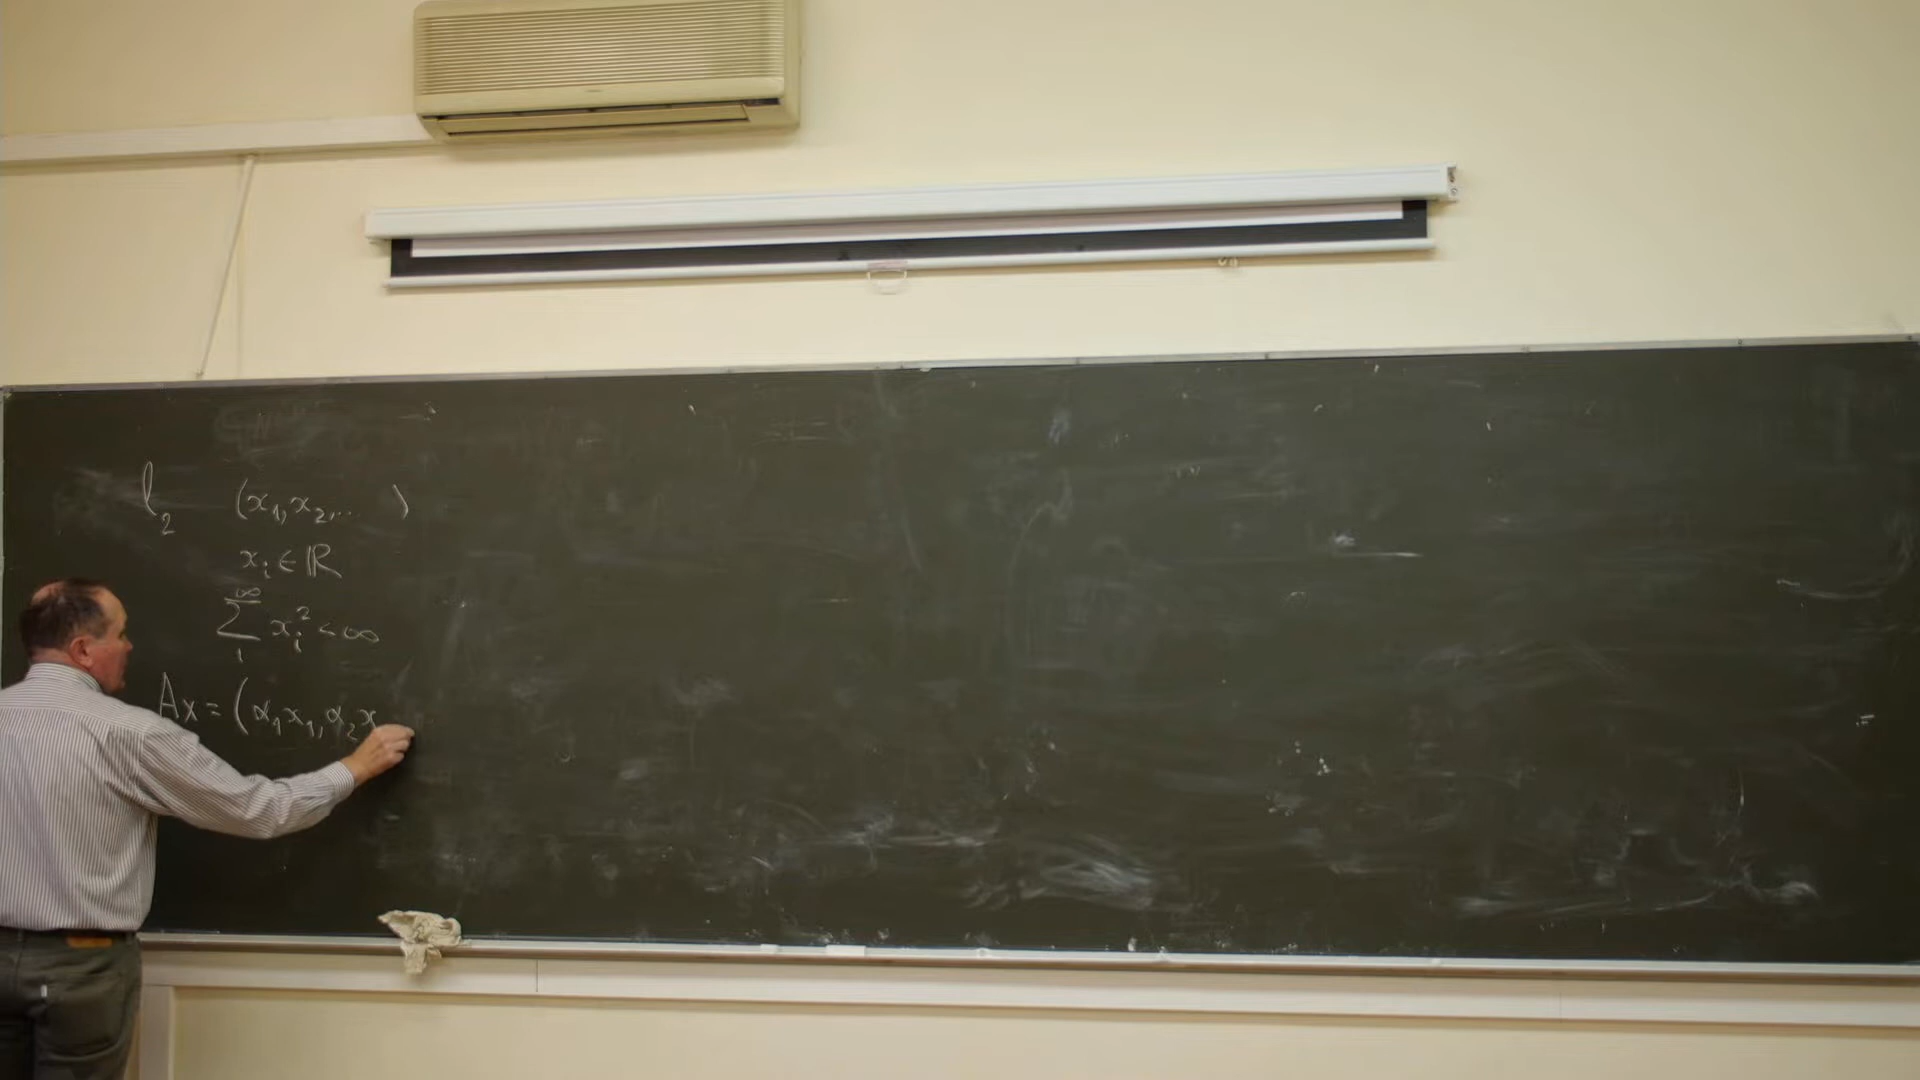 l₂ (x₁, x₂, ... )
xᵢ ∈ ℝ
∑₁^∞ xᵢ² < ∞
Ax = (α₁x₁, α₂x